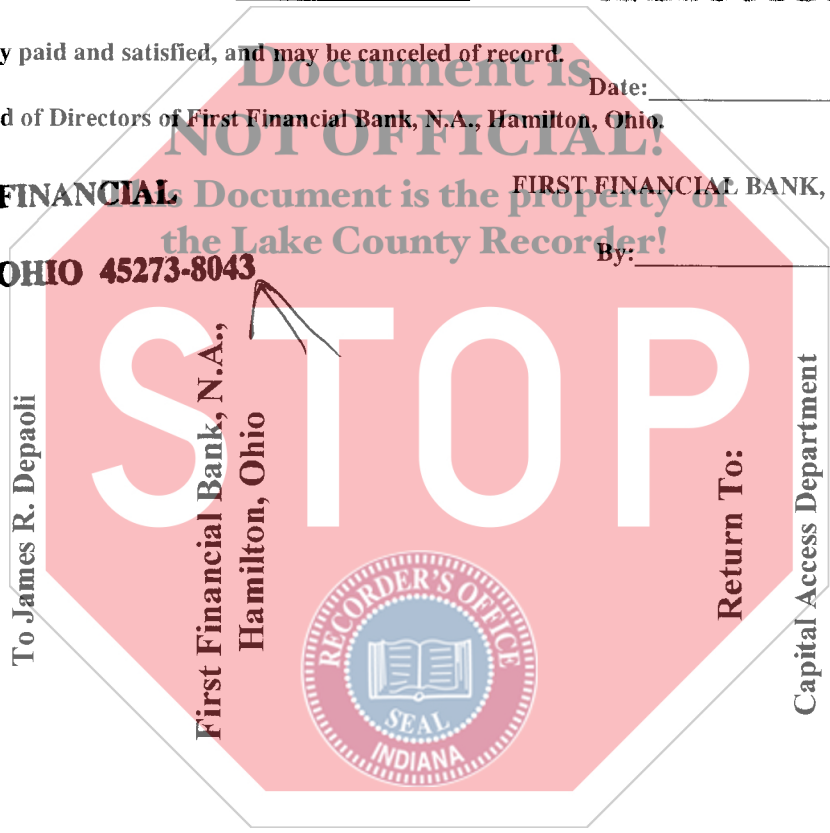 y paid and satisfied, and may be canceled of record.
Document is
Date:
d of Directors of First Financial Bank, N.A., Hamilton, Ohio.
NOT OFFICIAL!
FINANCIAL
This Document is the property of
FIRST FINANCIAL BANK,
the Lake County Recorder!
By:
OHIO 45273-8043
STOP
To James R. Depaoli
First Financial Bank, N.A.,
Hamilton, Ohio
Return To:
Capital Access Department
RECORDER'S OFFICE
SEAL
INDIANA